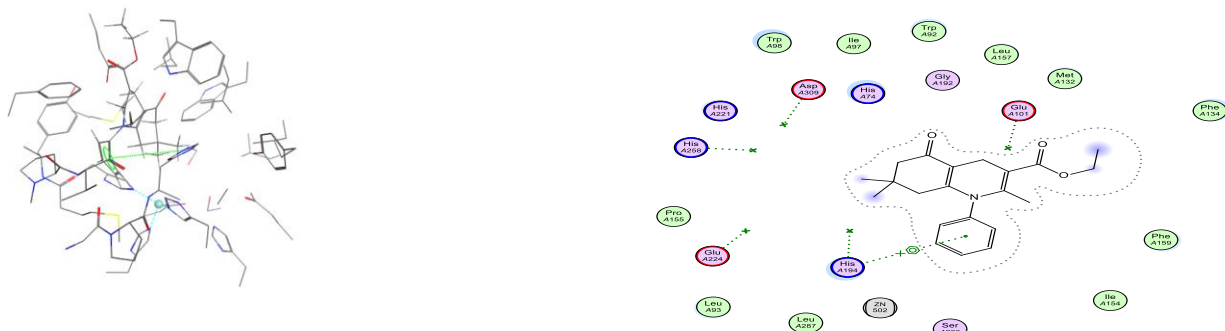 Trp
A98
Ile
A97
Trp
A92
Leu
A157
Met
A132
Phe
A134
Gly
A192
His
A74
Asp
A309
His
A221
His
A258
Glu
A101
O
O
O
N
Pro
A155
Glu
A224
His
A194
Phe
A159
Ile
A154
Leu
A93
Leu
A287
ZN
502
Ser